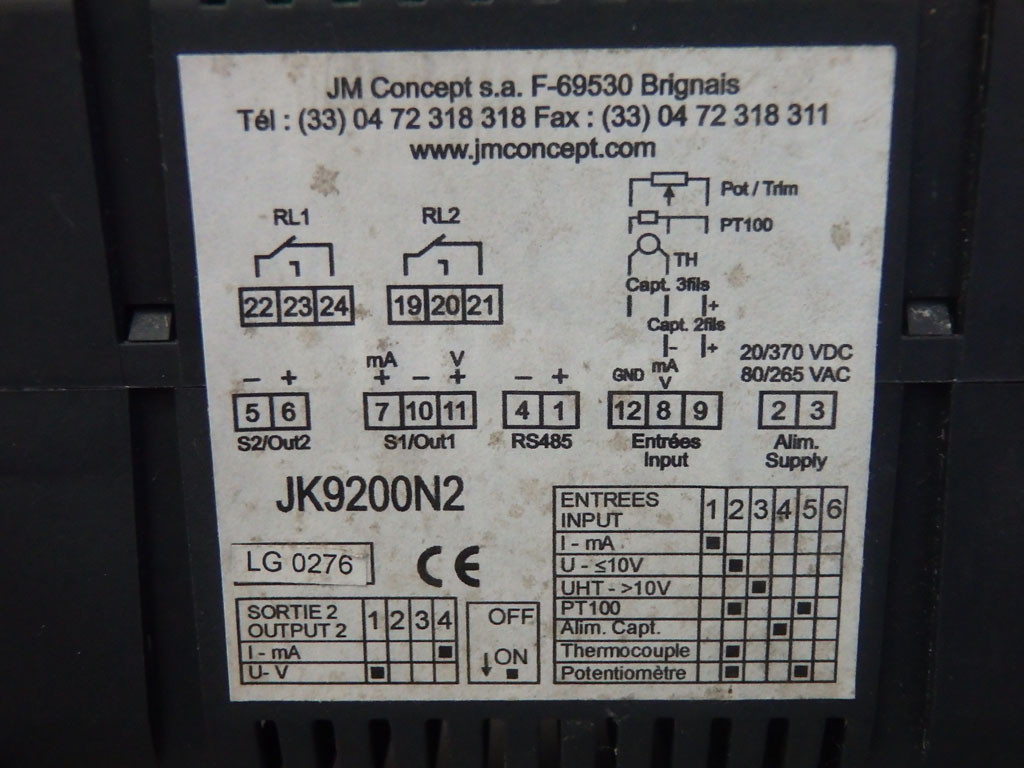 JM Concept s.a. F-69530 Brignais
Tél : (33) 04 72 318 318 Fax : (33) 04 72 318 311
www.jmconcept.com
RL1 RL2
22 23 24 19 20 21
Pot / Trim
PT100
TH
Capt. 3fils
+
Capt. 2fils
- +
mA V
- + + - + - +
GND mA
V
20/370 VDC
80/265 VAC
5 6 7 10 11 4 1 12 8 9 2 3
S2/Out2 S1/Out1 RS485 Entrées Alim.
Input Supply
JK9200N2
LG 0276 CE
SORTIE 2
OUTPUT 2 1 2 3 4
I - mA
U- V
OFF
↓ON
ENTREES
INPUT 1 2 3 4 5 6
I - mA
U - ≤10V
UHT - >10V
PT100
Alim. Capt.
Thermocouple
Potentiomètre